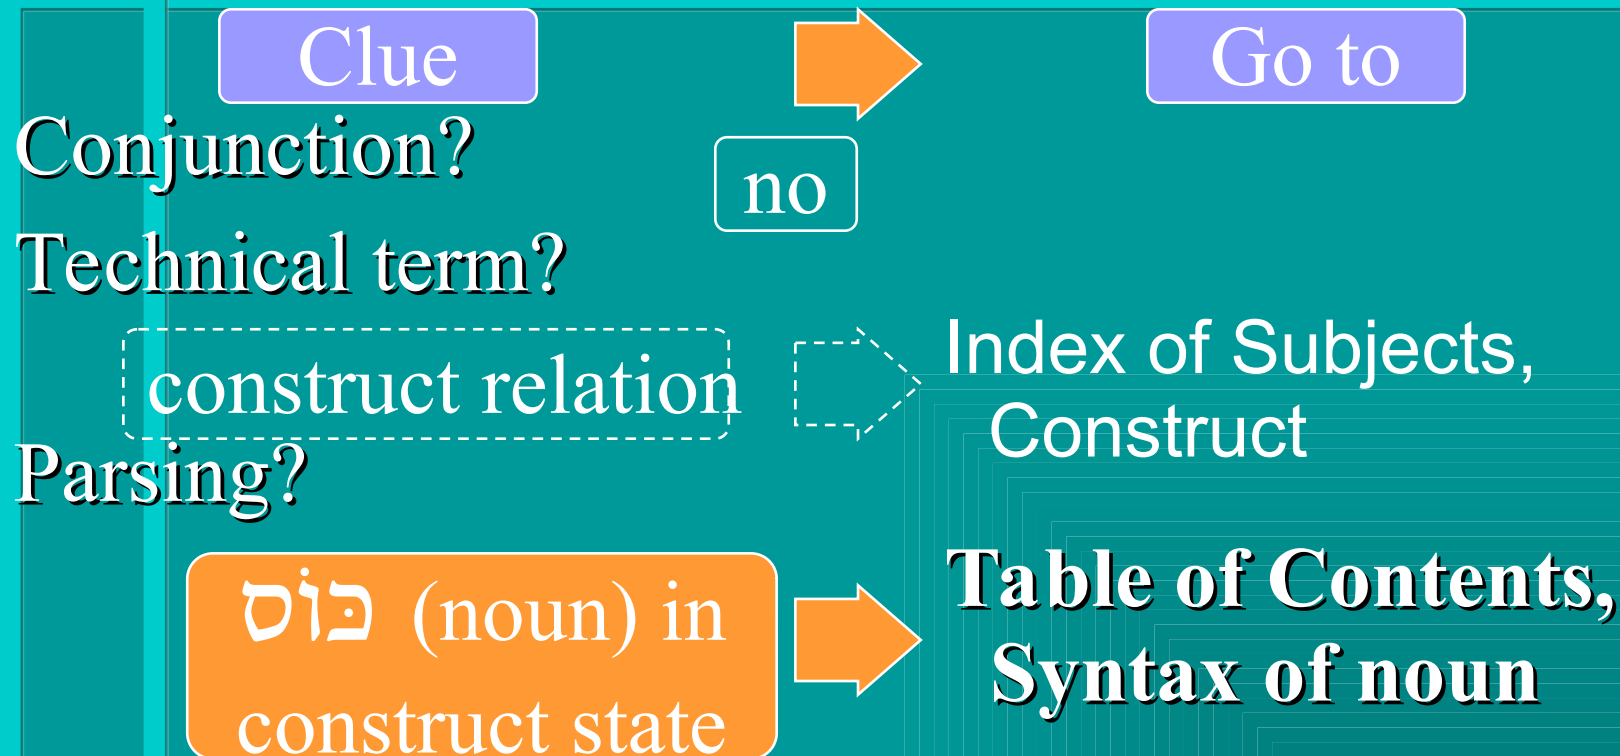 Clue
Go to
Conjunction?
no
Technical term?
construct relation
Index of Subjects,
Construct
Parsing?
כּוֹס (noun) in
construct state
Table of Contents,
Syntax of noun